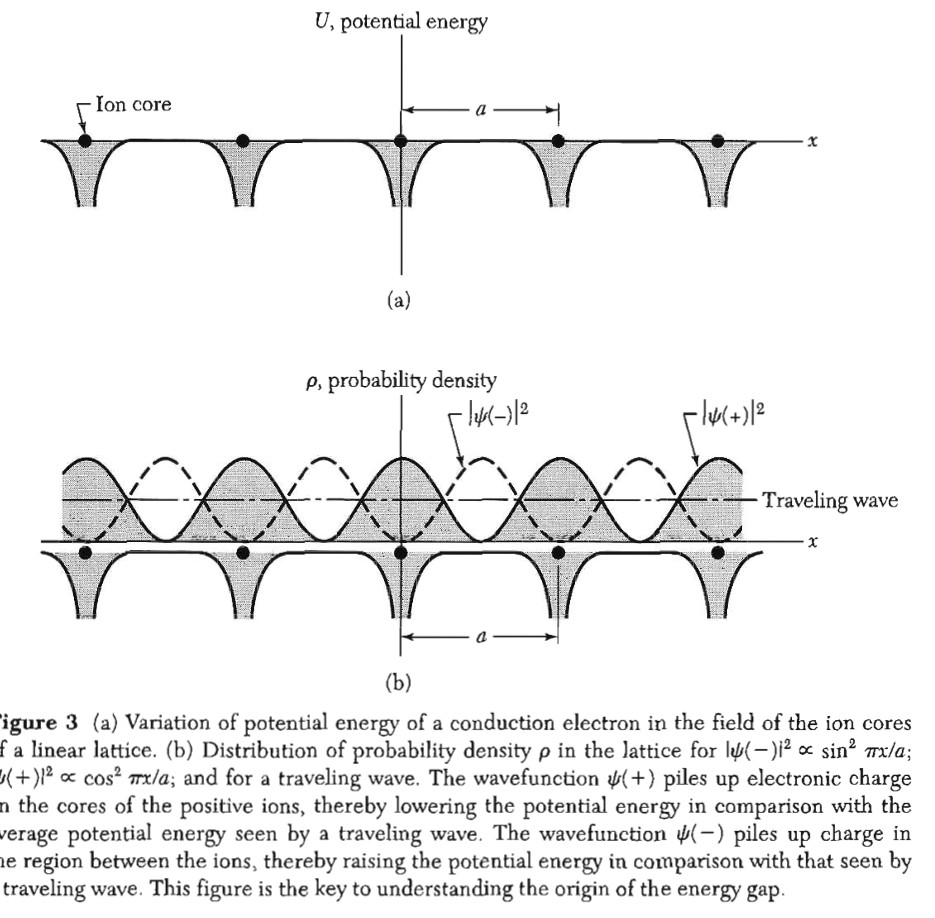 U, potential energy
Ion core
a
x
(a)
ρ, probability density
|ψ(−)|²
|ψ(+)|²
Traveling wave
x
a
(b)
igure 3 (a) Variation of potential energy of a conduction electron in the field of the ion cores
f a linear lattice. (b) Distribution of probability density ρ in the lattice for |ψ(−)|² ∝ sin² πx/a;
ψ(+)|² ∝ cos² πx/a; and for a traveling wave. The wavefunction ψ(+) piles up electronic charge
n the cores of the positive ions, thereby lowering the potential energy in comparison with the
verage potential energy seen by a traveling wave. The wavefunction ψ(−) piles up charge in
he region between the ions, thereby raising the potential energy in comparison with that seen by
traveling wave. This figure is the key to understanding the origin of the energy gap.